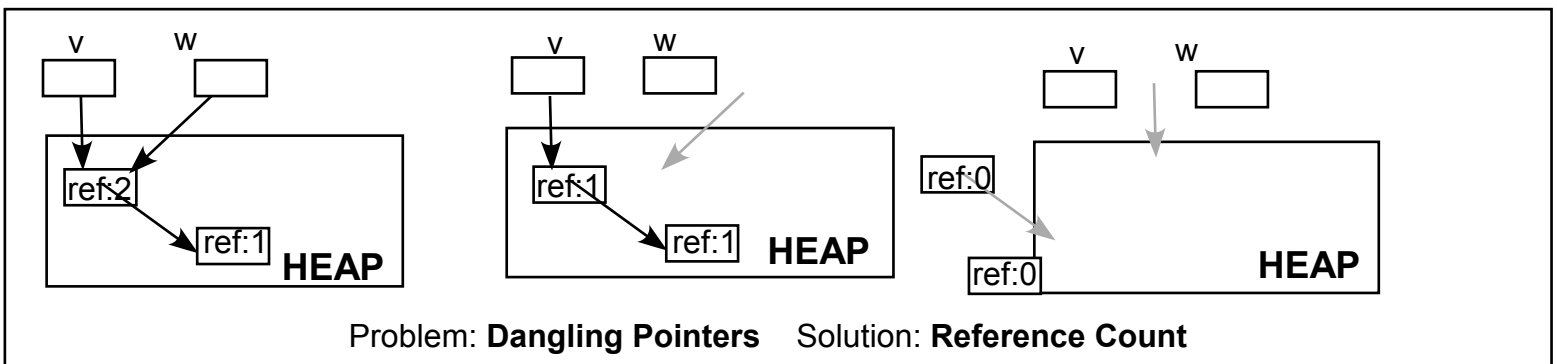 v w
ref:2
ref:1
HEAP
v w
ref:1
ref:1
HEAP
v w
ref:0
ref:0
HEAP
Problem: Dangling Pointers Solution: Reference Count